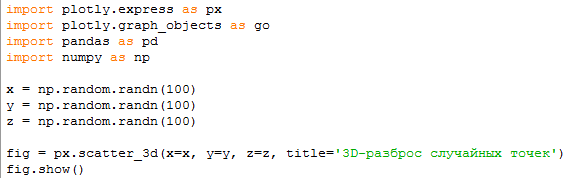 import plotly.express as px
import plotly.graph_objects as go
import pandas as pd
import numpy as np
x = np.random.randn(100)
y = np.random.randn(100)
z = np.random.randn(100)
fig = px.scatter_3d(x=x, y=y, z=z, title='3D-разброс случайных точек')
fig.show()